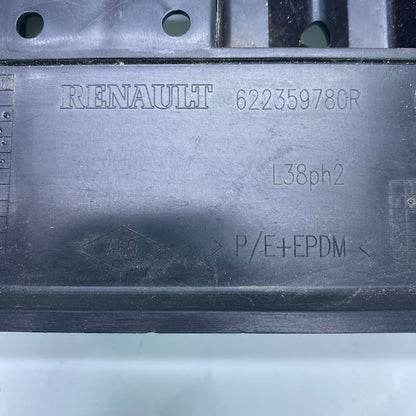 RENAULT 622359780R
L38ph2
> P/E+EPDM <